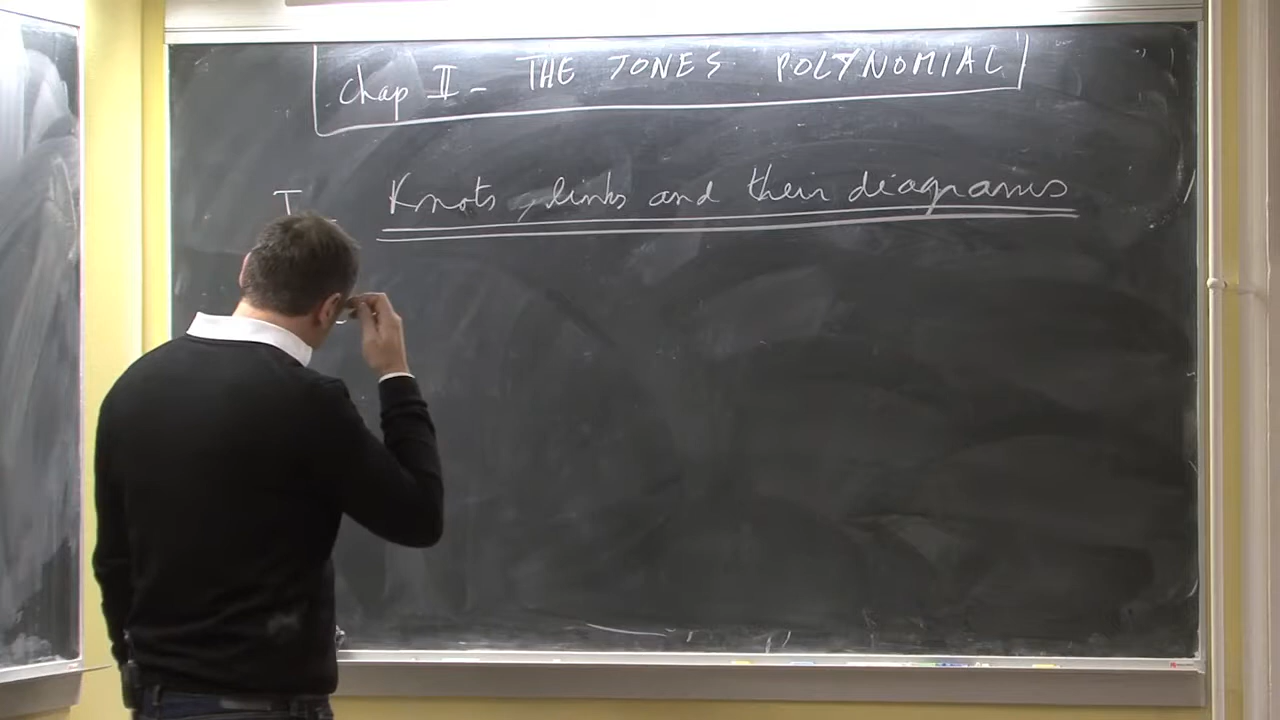 Chap II - THE JONES POLYNOMIAL
I - Knots, links and their diagrams